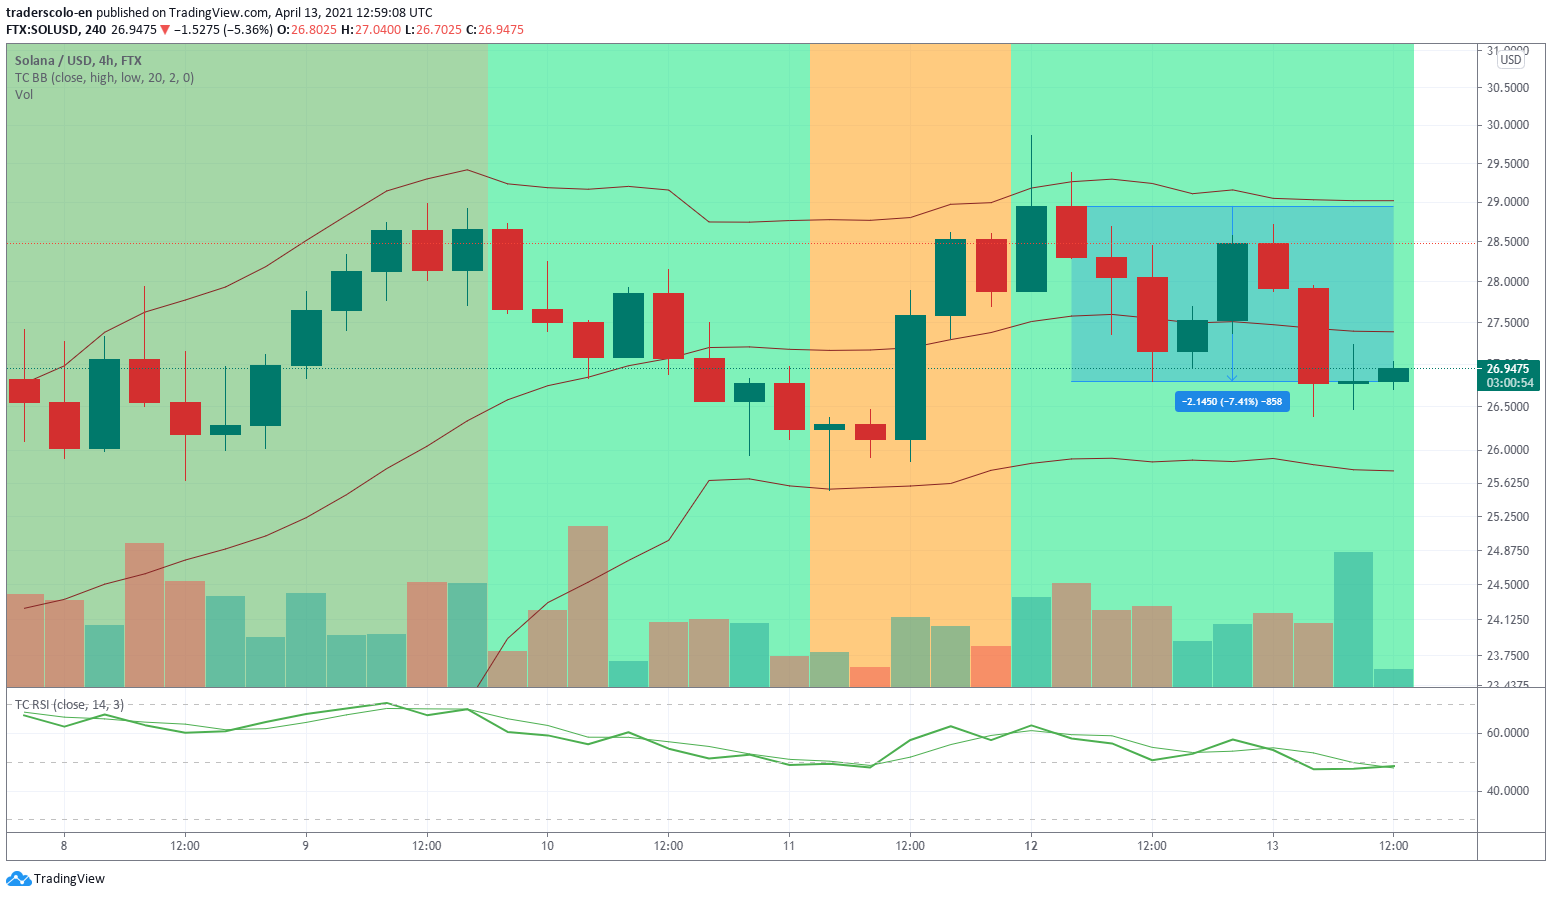 traderscolo-en published on TradingView.com, April 13, 2021 12:59:08 UTC
FTX:SOLUSD, 240 26.9475 ▼ −1.5275 (−5.36%) O:26.8025 H:27.0400 L:26.7025 C:26.9475
Solana / USD, 4h, FTX
TC BB (close, high, low, 20, 2, 0)
Vol
31.0000
USD
30.5000
30.0000
29.5000
29.0000
28.5000
28.0000
27.5000
26.9475
03:00:54
−2.1450 (−7.41%) −858
26.5000
26.0000
25.6250
25.2500
24.8750
24.5000
24.1250
23.7500
23.4375
TC RSI (close, 14, 3)
60.0000
40.0000
8 12:00 9 12:00 10 12:00 11 12:00 12 12:00 13 12:00
TradingView